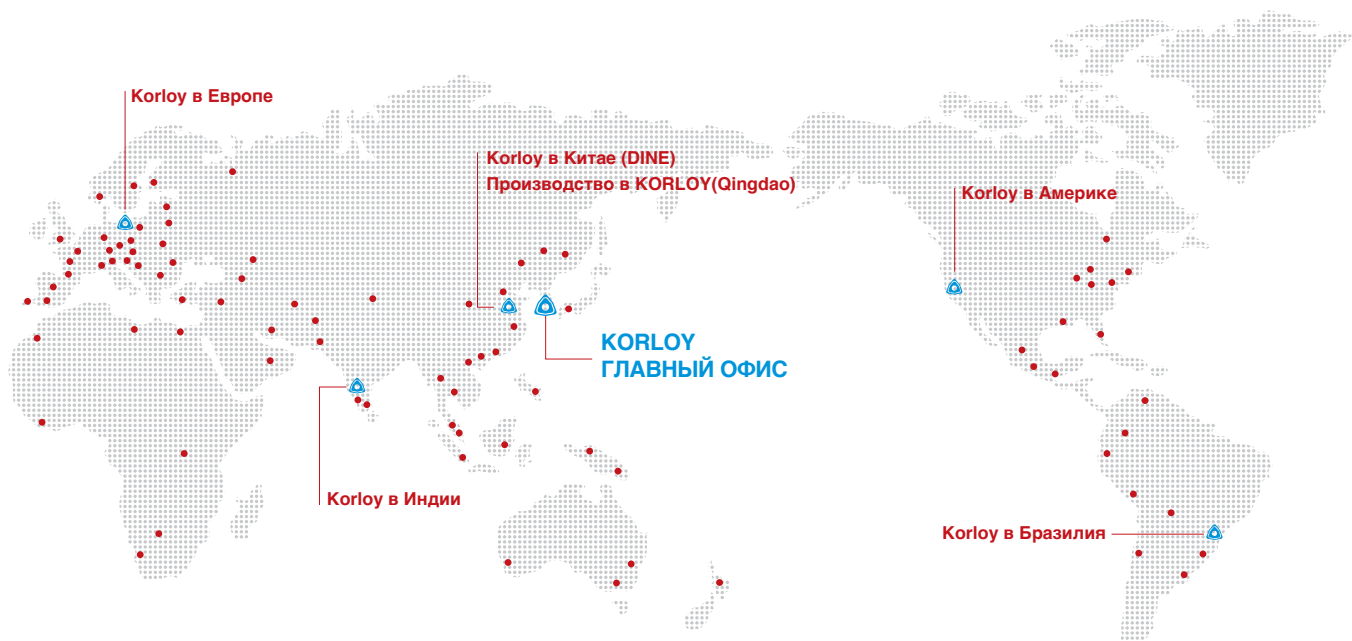 Korloy в Европе
Korloy в Китае (DINE)
Производство в KORLOY(Qingdao)
Korloy в Америке
KORLOY
ГЛАВНЫЙ ОФИС
Korloy в Индии
Korloy в Бразилия